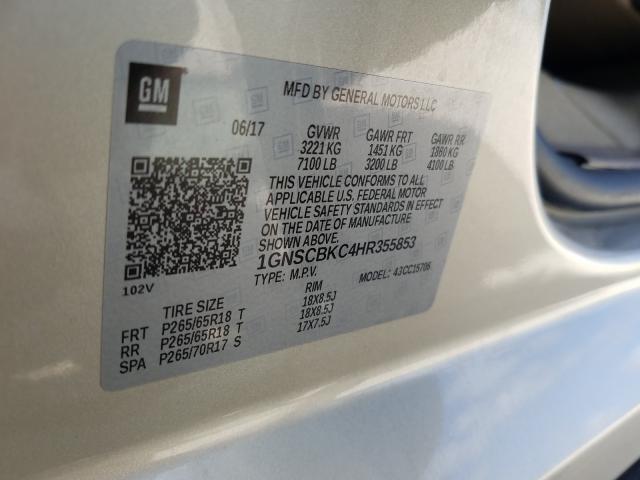 GM
MFD BY GENERAL MOTORS LLC
06/17 GVWR GAWR FRT GAWR RR
3221 KG 1451 KG 1860 KG
7100 LB 3200 LB 4100 LB
THIS VEHICLE CONFORMS TO ALL
APPLICABLE U.S. FEDERAL MOTOR
VEHICLE SAFETY STANDARDS IN EFFECT
ON THE DATE OF MANUFACTURE
SHOWN ABOVE.
1GNSCBKC4HR355853
TYPE: M.P.V. MODEL: 43CC15706
102V
TIRE SIZE RIM
FRT P265/65R18 T 18X8.5J
RR P265/65R18 T 18X8.5J
SPA P265/70R17 S 17X7.5J